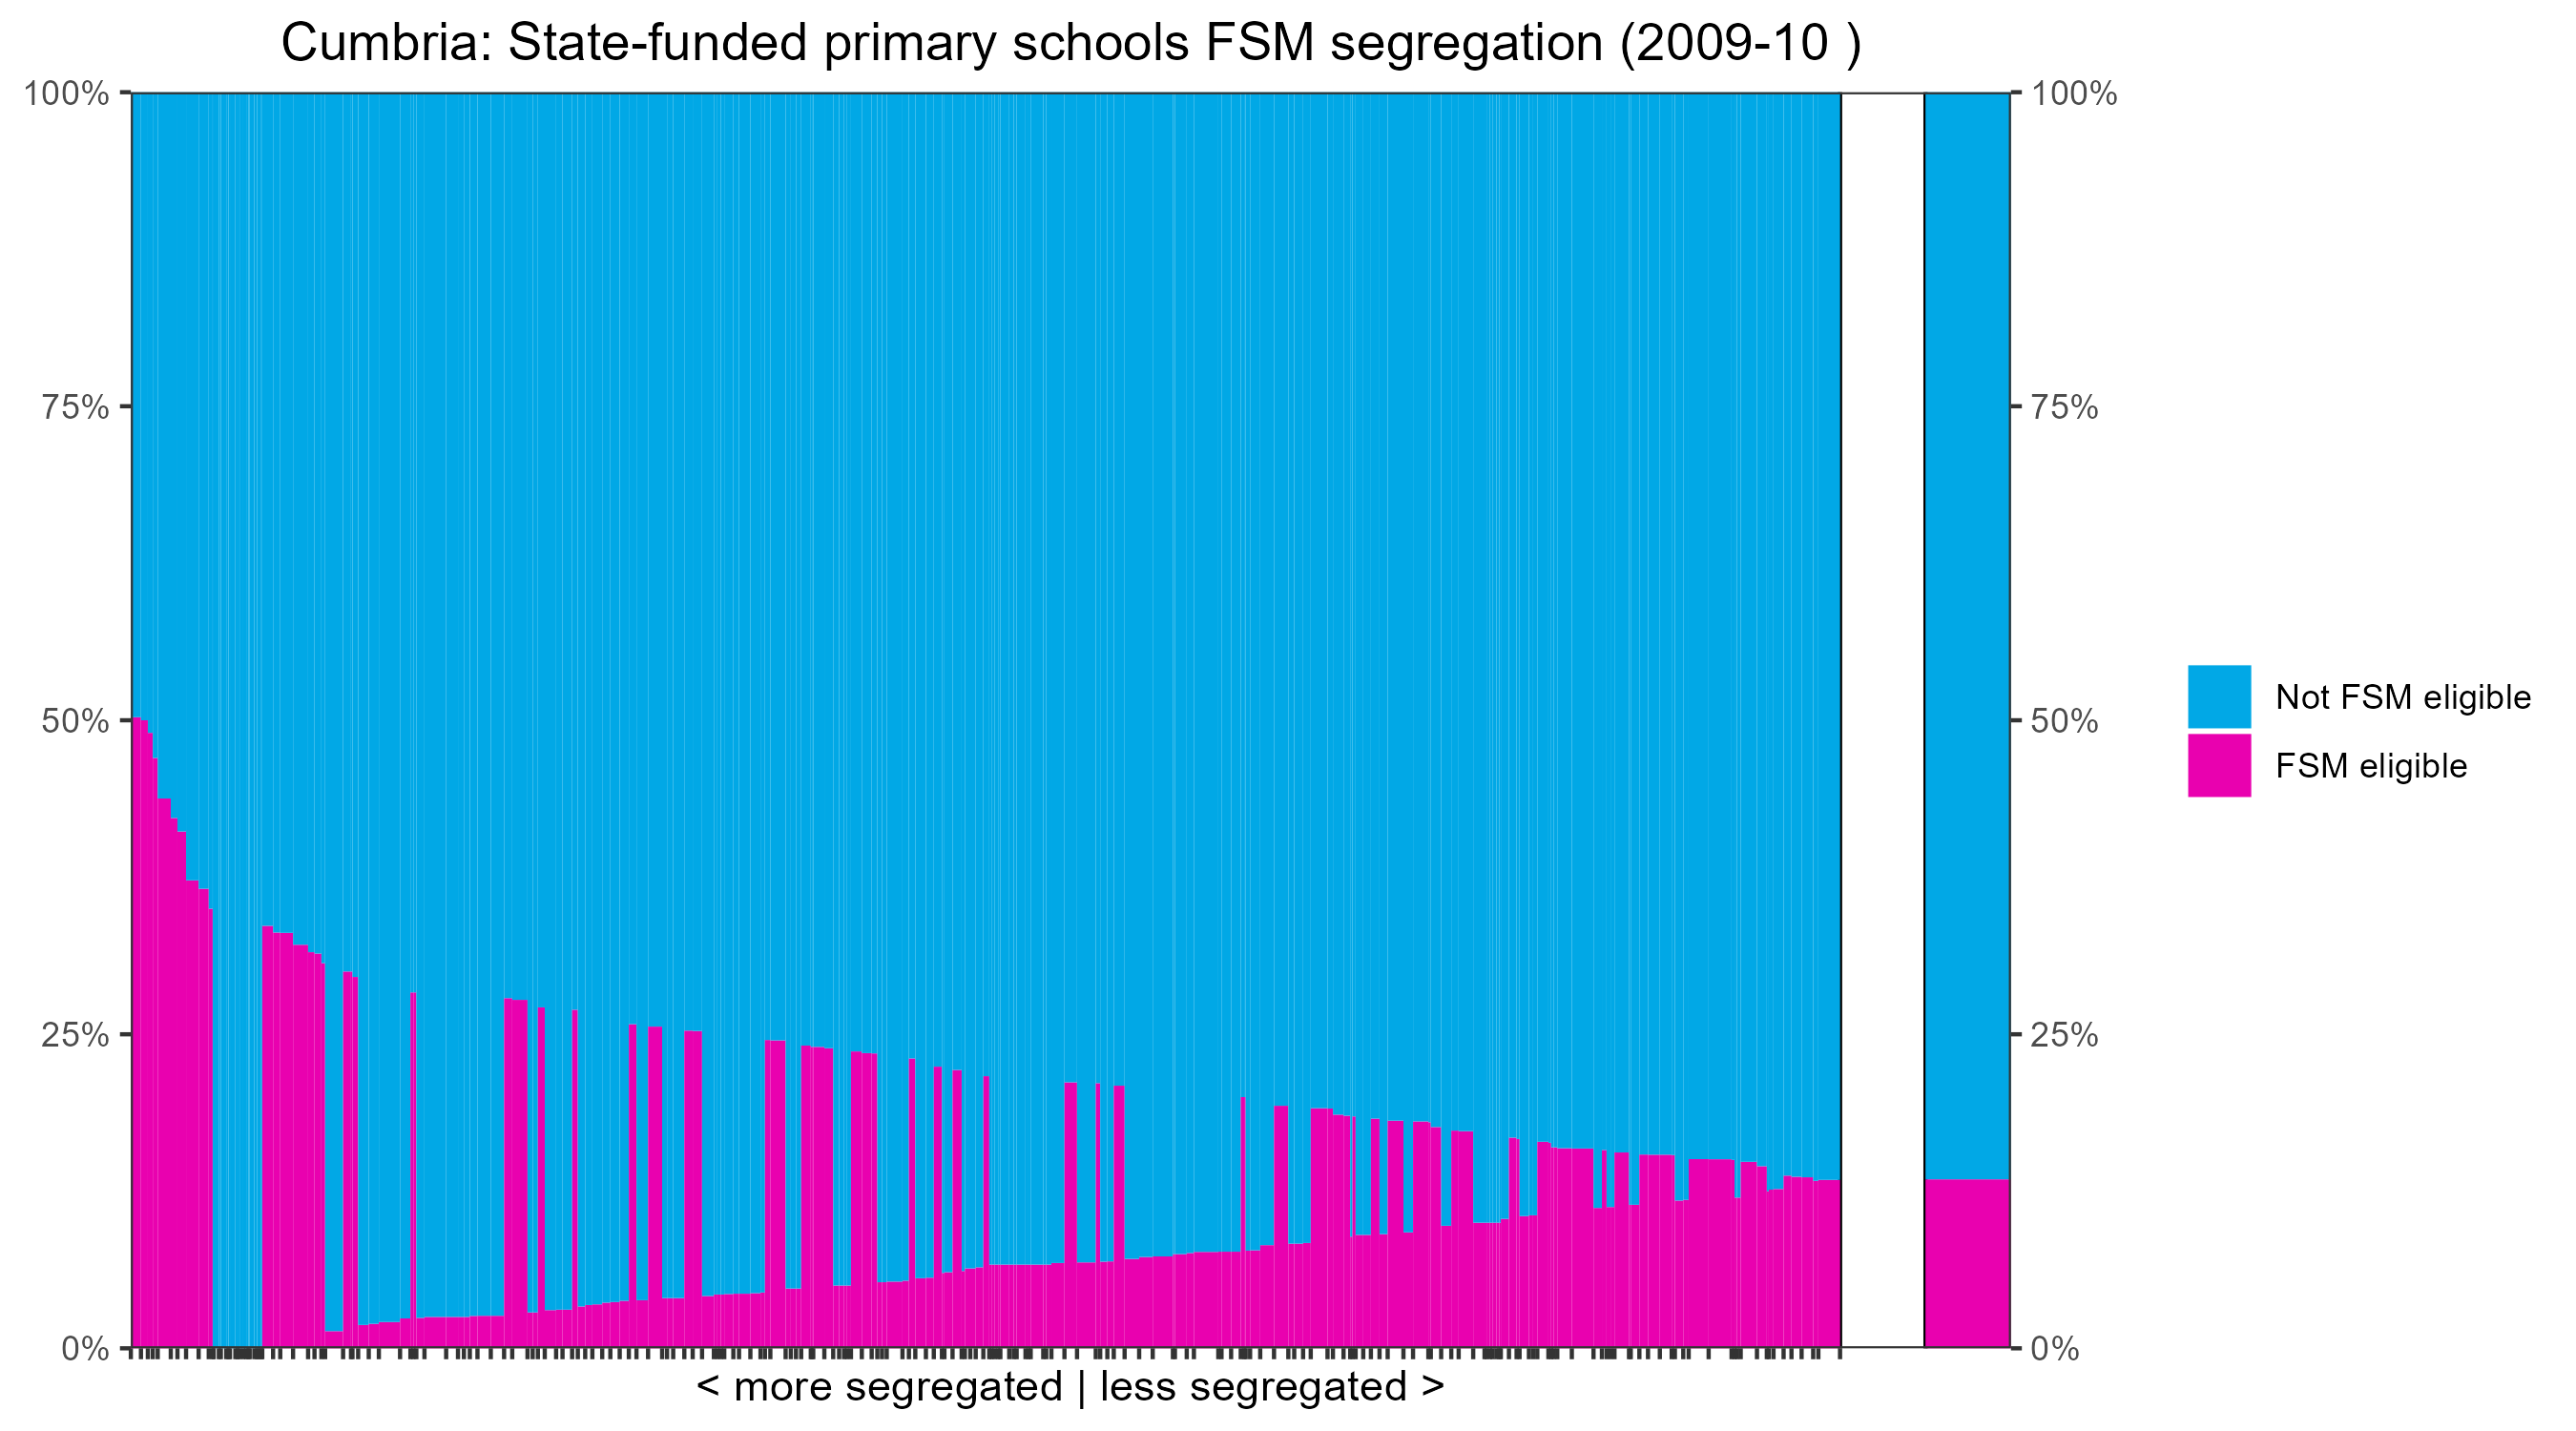 Cumbria: State-funded primary schools FSM segregation (2009-10 )
100%
75%
50%
25%
0%
100%
75%
50%
25%
0%
Not FSM eligible
FSM eligible
< more segregated | less segregated >